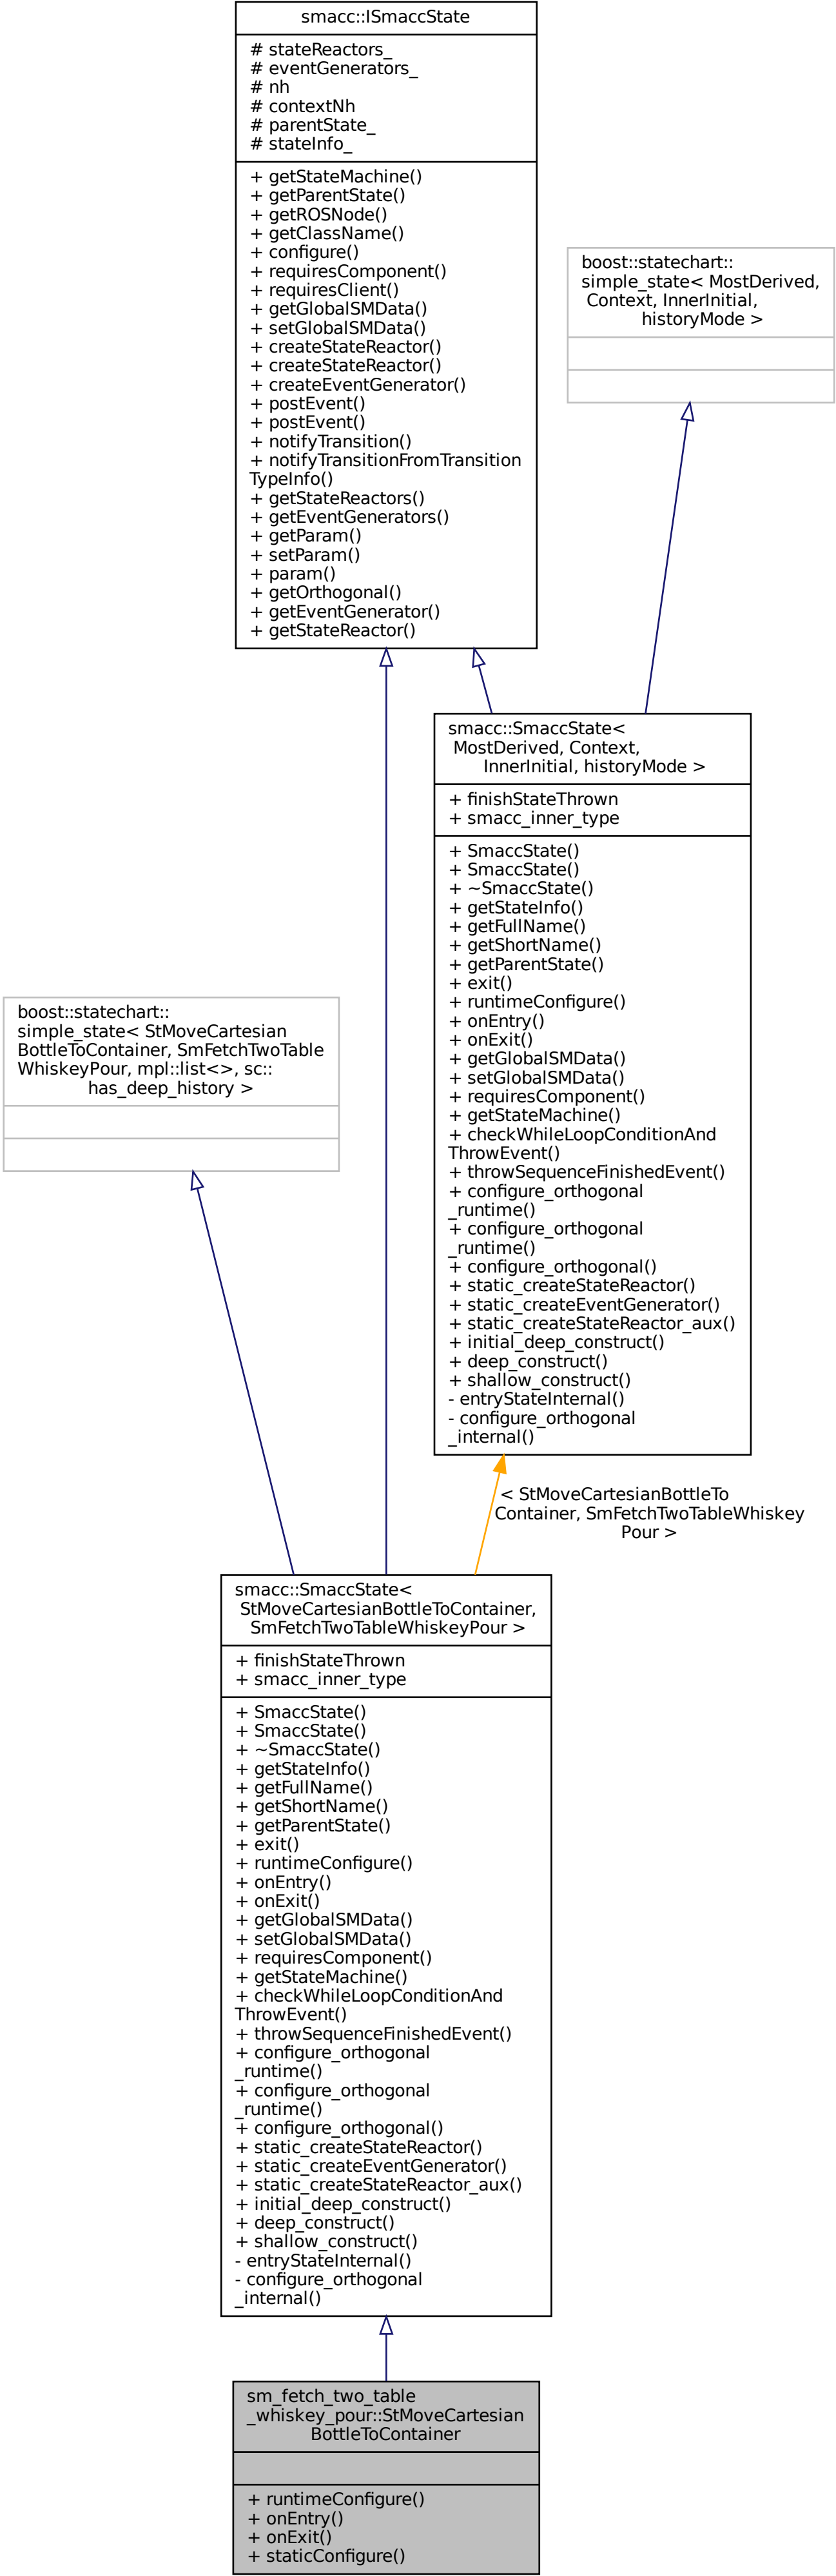 smacc::ISmaccState
# stateReactors_
# eventGenerators_
# nh
# contextNh
# parentState_
# stateInfo_
+ getStateMachine()
+ getParentState()
+ getROSNode()
+ getClassName()
+ configure()
+ requiresComponent()
+ requiresClient()
+ getGlobalSMData()
+ setGlobalSMData()
+ createStateReactor()
+ createStateReactor()
+ createEventGenerator()
+ postEvent()
+ postEvent()
+ notifyTransition()
+ notifyTransitionFromTransition
TypeInfo()
+ getStateReactors()
+ getEventGenerators()
+ getParam()
+ setParam()
+ param()
+ getOrthogonal()
+ getEventGenerator()
+ getStateReactor()
boost::statechart::
simple_state< MostDerived,
Context, InnerInitial,
historyMode >
smacc::SmaccState<
MostDerived, Context,
InnerInitial, historyMode >
+ finishStateThrown
+ smacc_inner_type
+ SmaccState()
+ SmaccState()
+ ~SmaccState()
+ getStateInfo()
+ getFullName()
+ getShortName()
+ getParentState()
+ exit()
+ runtimeConfigure()
+ onEntry()
+ onExit()
+ getGlobalSMData()
+ setGlobalSMData()
+ requiresComponent()
+ getStateMachine()
+ checkWhileLoopConditionAnd
ThrowEvent()
+ throwSequenceFinishedEvent()
+ configure_orthogonal
_runtime()
+ configure_orthogonal
_runtime()
+ configure_orthogonal()
+ static_createStateReactor()
+ static_createEventGenerator()
+ static_createStateReactor_aux()
+ initial_deep_construct()
+ deep_construct()
+ shallow_construct()
- entryStateInternal()
- configure_orthogonal
_internal()
boost::statechart::
simple_state< StMoveCartesian
BottleToContainer, SmFetchTwoTable
WhiskeyPour, mpl::list<>, sc::
has_deep_history >
< StMoveCartesianBottleTo
Container, SmFetchTwoTableWhiskey
Pour >
smacc::SmaccState<
StMoveCartesianBottleToContainer,
SmFetchTwoTableWhiskeyPour >
+ finishStateThrown
+ smacc_inner_type
+ SmaccState()
+ SmaccState()
+ ~SmaccState()
+ getStateInfo()
+ getFullName()
+ getShortName()
+ getParentState()
+ exit()
+ runtimeConfigure()
+ onEntry()
+ onExit()
+ getGlobalSMData()
+ setGlobalSMData()
+ requiresComponent()
+ getStateMachine()
+ checkWhileLoopConditionAnd
ThrowEvent()
+ throwSequenceFinishedEvent()
+ configure_orthogonal
_runtime()
+ configure_orthogonal
_runtime()
+ configure_orthogonal()
+ static_createStateReactor()
+ static_createEventGenerator()
+ static_createStateReactor_aux()
+ initial_deep_construct()
+ deep_construct()
+ shallow_construct()
- entryStateInternal()
- configure_orthogonal
_internal()
sm_fetch_two_table
_whiskey_pour::StMoveCartesian
BottleToContainer
+ runtimeConfigure()
+ onEntry()
+ onExit()
+ staticConfigure()